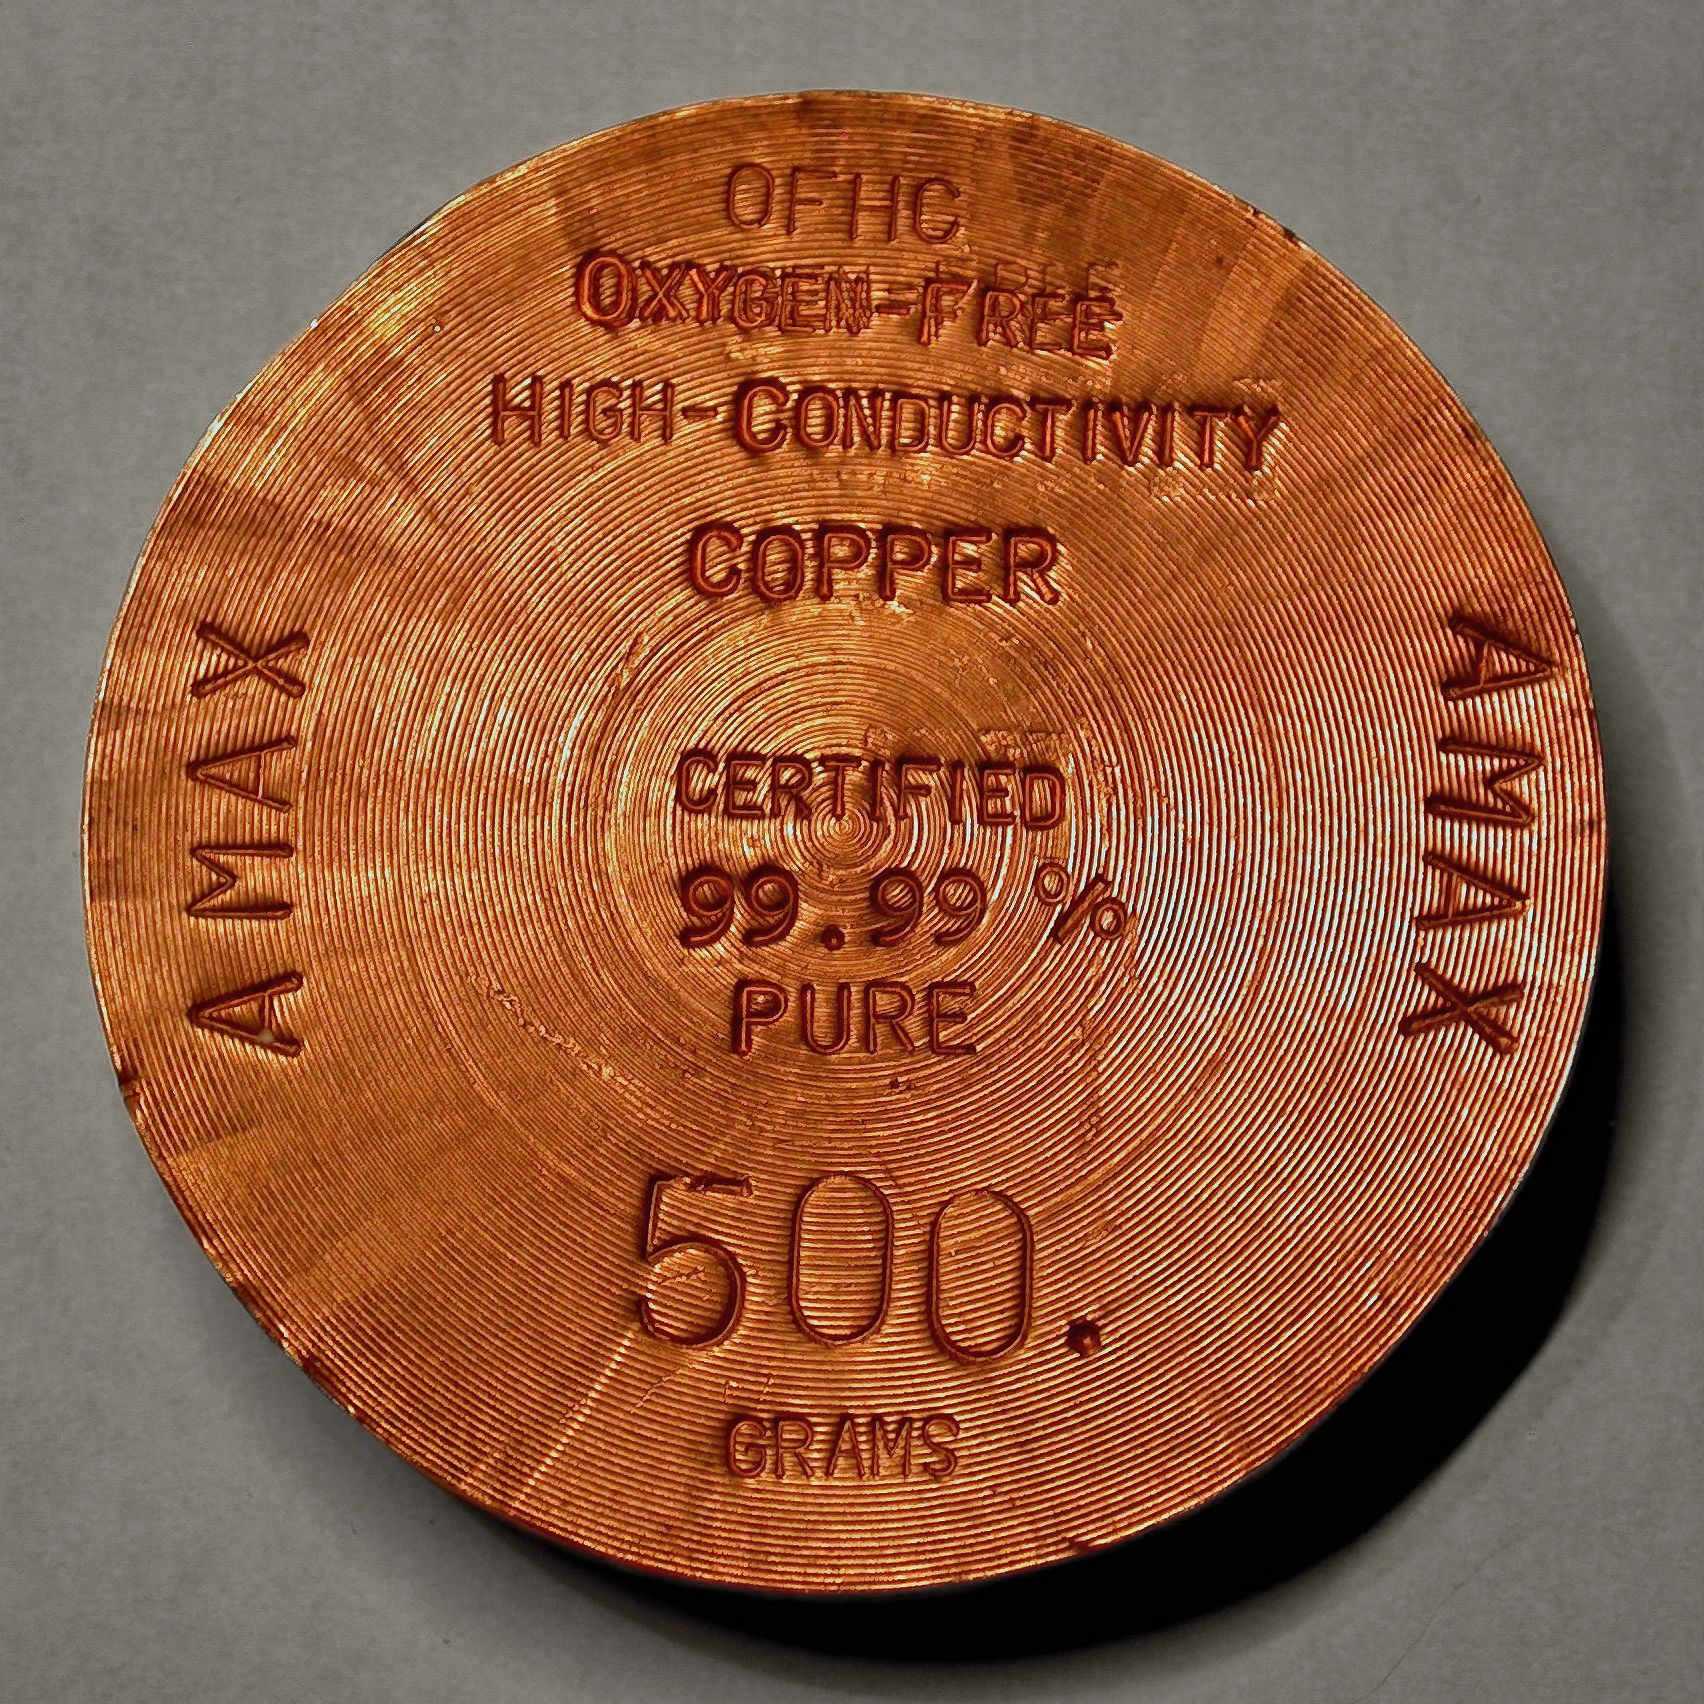 OFHC
OXYGEN-FREE
HIGH-CONDUCTIVITY
COPPER
AMAX
AMAX
CERTIFIED
99.99%
PURE
500.
GRAMS